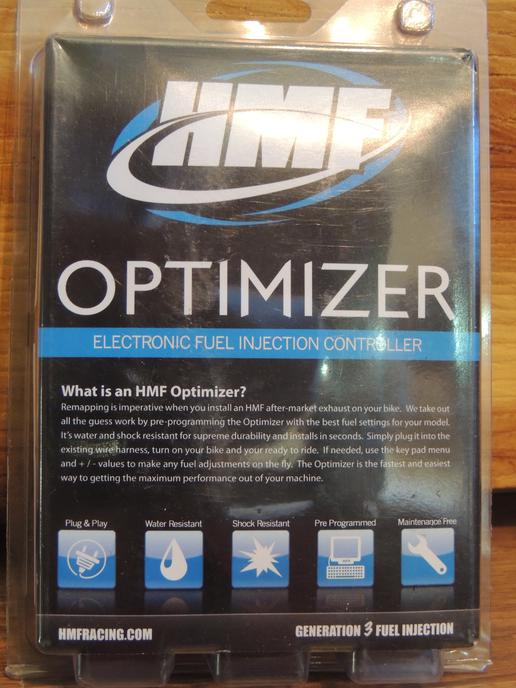 HMF
OPTIMIZER
ELECTRONIC FUEL INJECTION CONTROLLER
What is an HMF Optimizer?
Remapping is imperative when you install an HMF after-market exhaust on your bike. We take out
all the guess work by pre-programming the Optimizer with the best fuel settings for your model.
It's water and shock resistant for supreme durability and installs in seconds. Simply plug it into the
existing wire harness, turn on your bike and your ready to ride. If needed, use the key pad menu
and + / - values to make any fuel adjustments on the fly. The Optimizer is the fastest and easiest
way to getting the maximum performance out of your machine.
Plug & Play Water Resistant Shock Resistant Pre Programmed Maintenance Free
HMFRACING.COM GENERATION 3 FUEL INJECTION